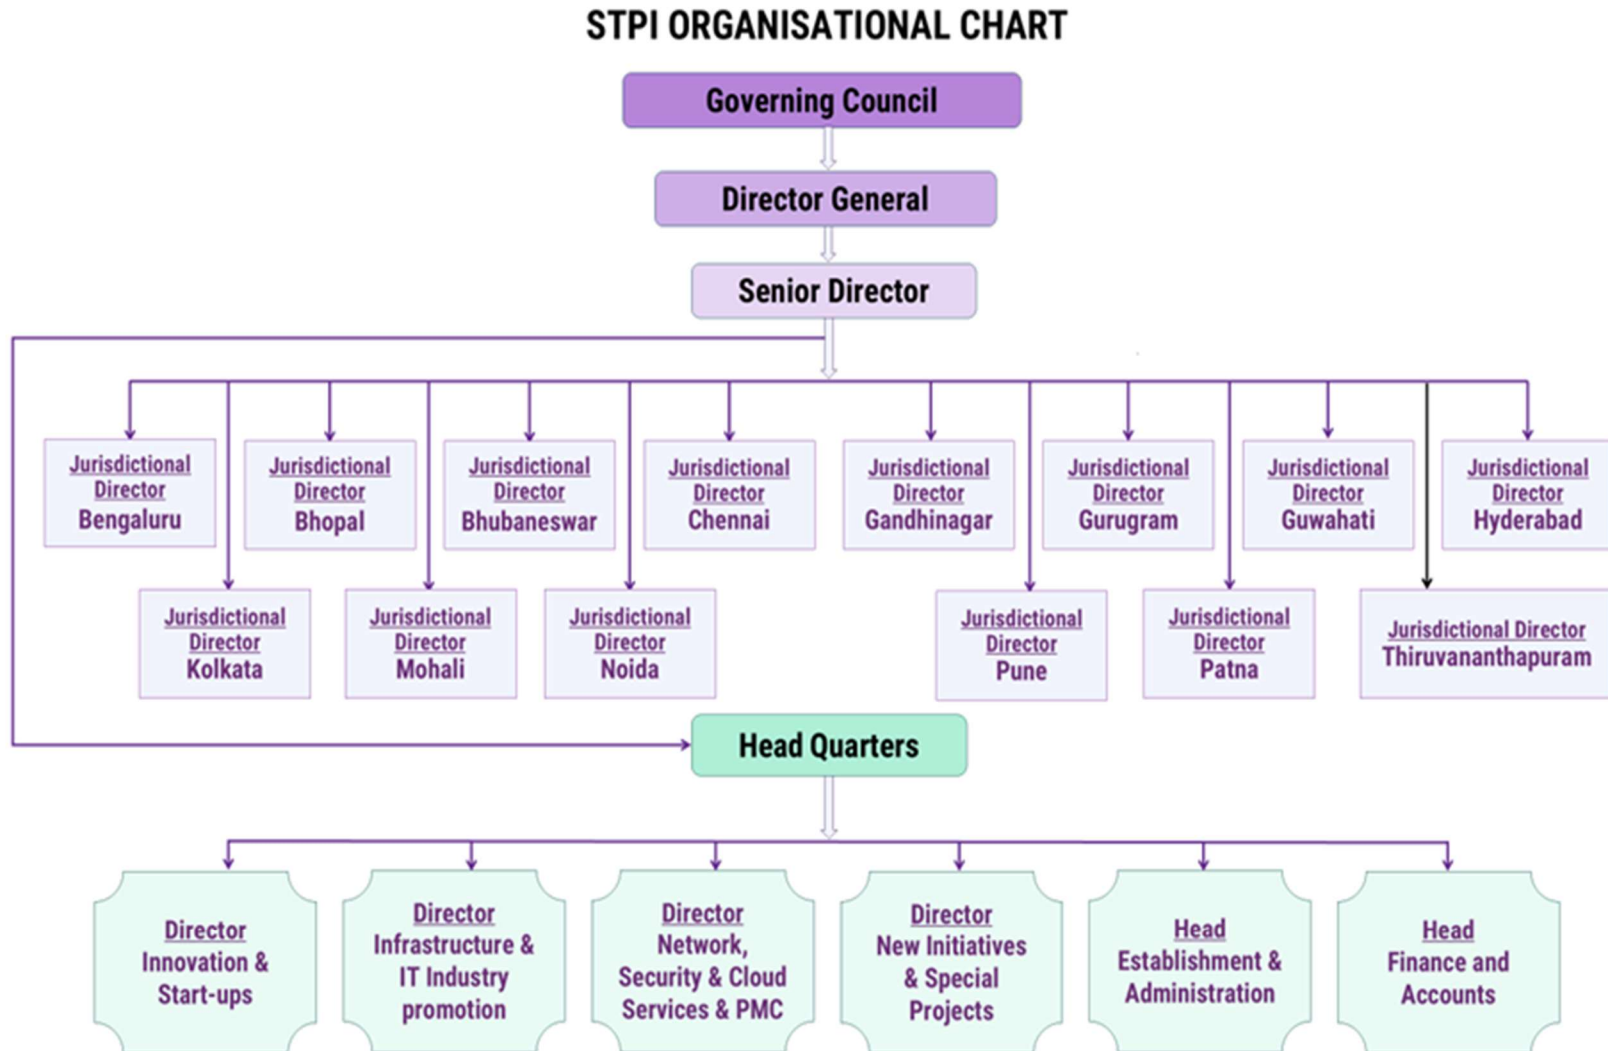 STPI ORGANISATIONAL CHART
Governing Council
Director General
Senior Director
Jurisdictional
Director
Bengaluru
Jurisdictional
Director
Bhopal
Jurisdictional
Director
Bhubaneswar
Jurisdictional
Director
Chennai
Jurisdictional
Director
Gandhinagar
Jurisdictional
Director
Gurugram
Jurisdictional
Director
Guwahati
Jurisdictional
Director
Hyderabad
Jurisdictional
Director
Kolkata
Jurisdictional
Director
Mohali
Jurisdictional
Director
Noida
Jurisdictional
Director
Pune
Jurisdictional
Director
Patna
Jurisdictional Director
Thiruvananthapuram
Head Quarters
Director
Innovation &
Start-ups
Director
Infrastructure &
IT Industry
promotion
Director
Network,
Security & Cloud
Services & PMC
Director
New Initiatives
& Special
Projects
Head
Establishment &
Administration
Head
Finance and
Accounts